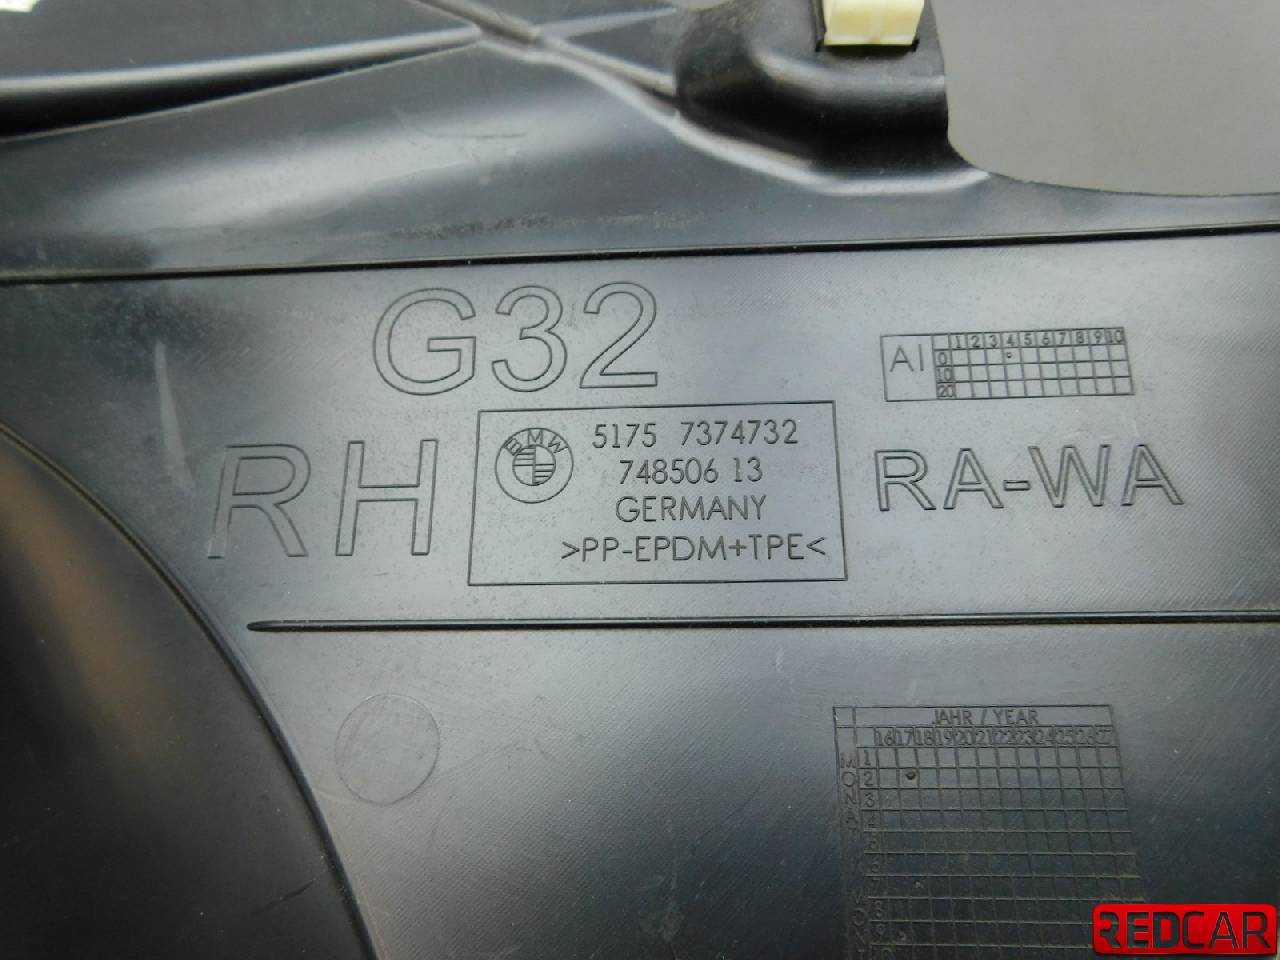 G32
AI
1 2 3 4 5 6 7 8 9 10
0
10
20
RH
BMW
5175 7374732
748506 13
GERMANY
>PP-EPDM+TPE<
RA-WA
JAHR / YEAR
16 17 18 19 20 21 22 23 24 25 26 27
1
2
3
4
5
6
7
8
9
REDCAR